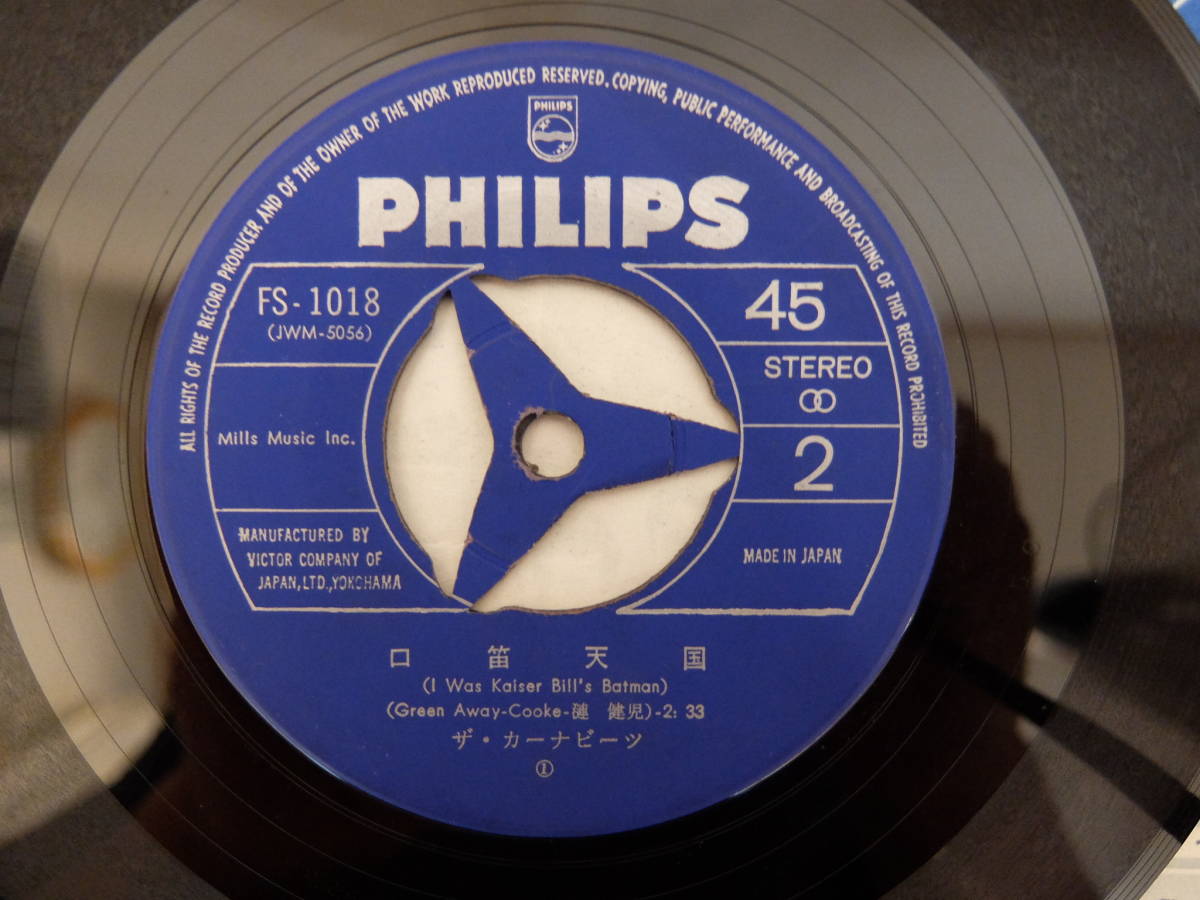 ALL RIGHTS OF THE RECORD PRODUCER AND OF THE OWNER OF THE WORK REPRODUCED RESERVED. COPYING, PUBLIC PERFORMANCE AND BROADCASTING OF THIS RECORD PROHIBITED
PHILIPS
PHILIPS
FS-1018
(JWM-5056)
Mills Music Inc.
MANUFACTURED BY
VICTOR COMPANY OF
JAPAN, LTD., YOKOHAMA
45
STEREO
2
MADE IN JAPAN
口笛天国
(I Was Kaiser Bill's Batman)
(Green Away-Cooke-漣 健児)-2: 33
ザ・カーナビーツ
①